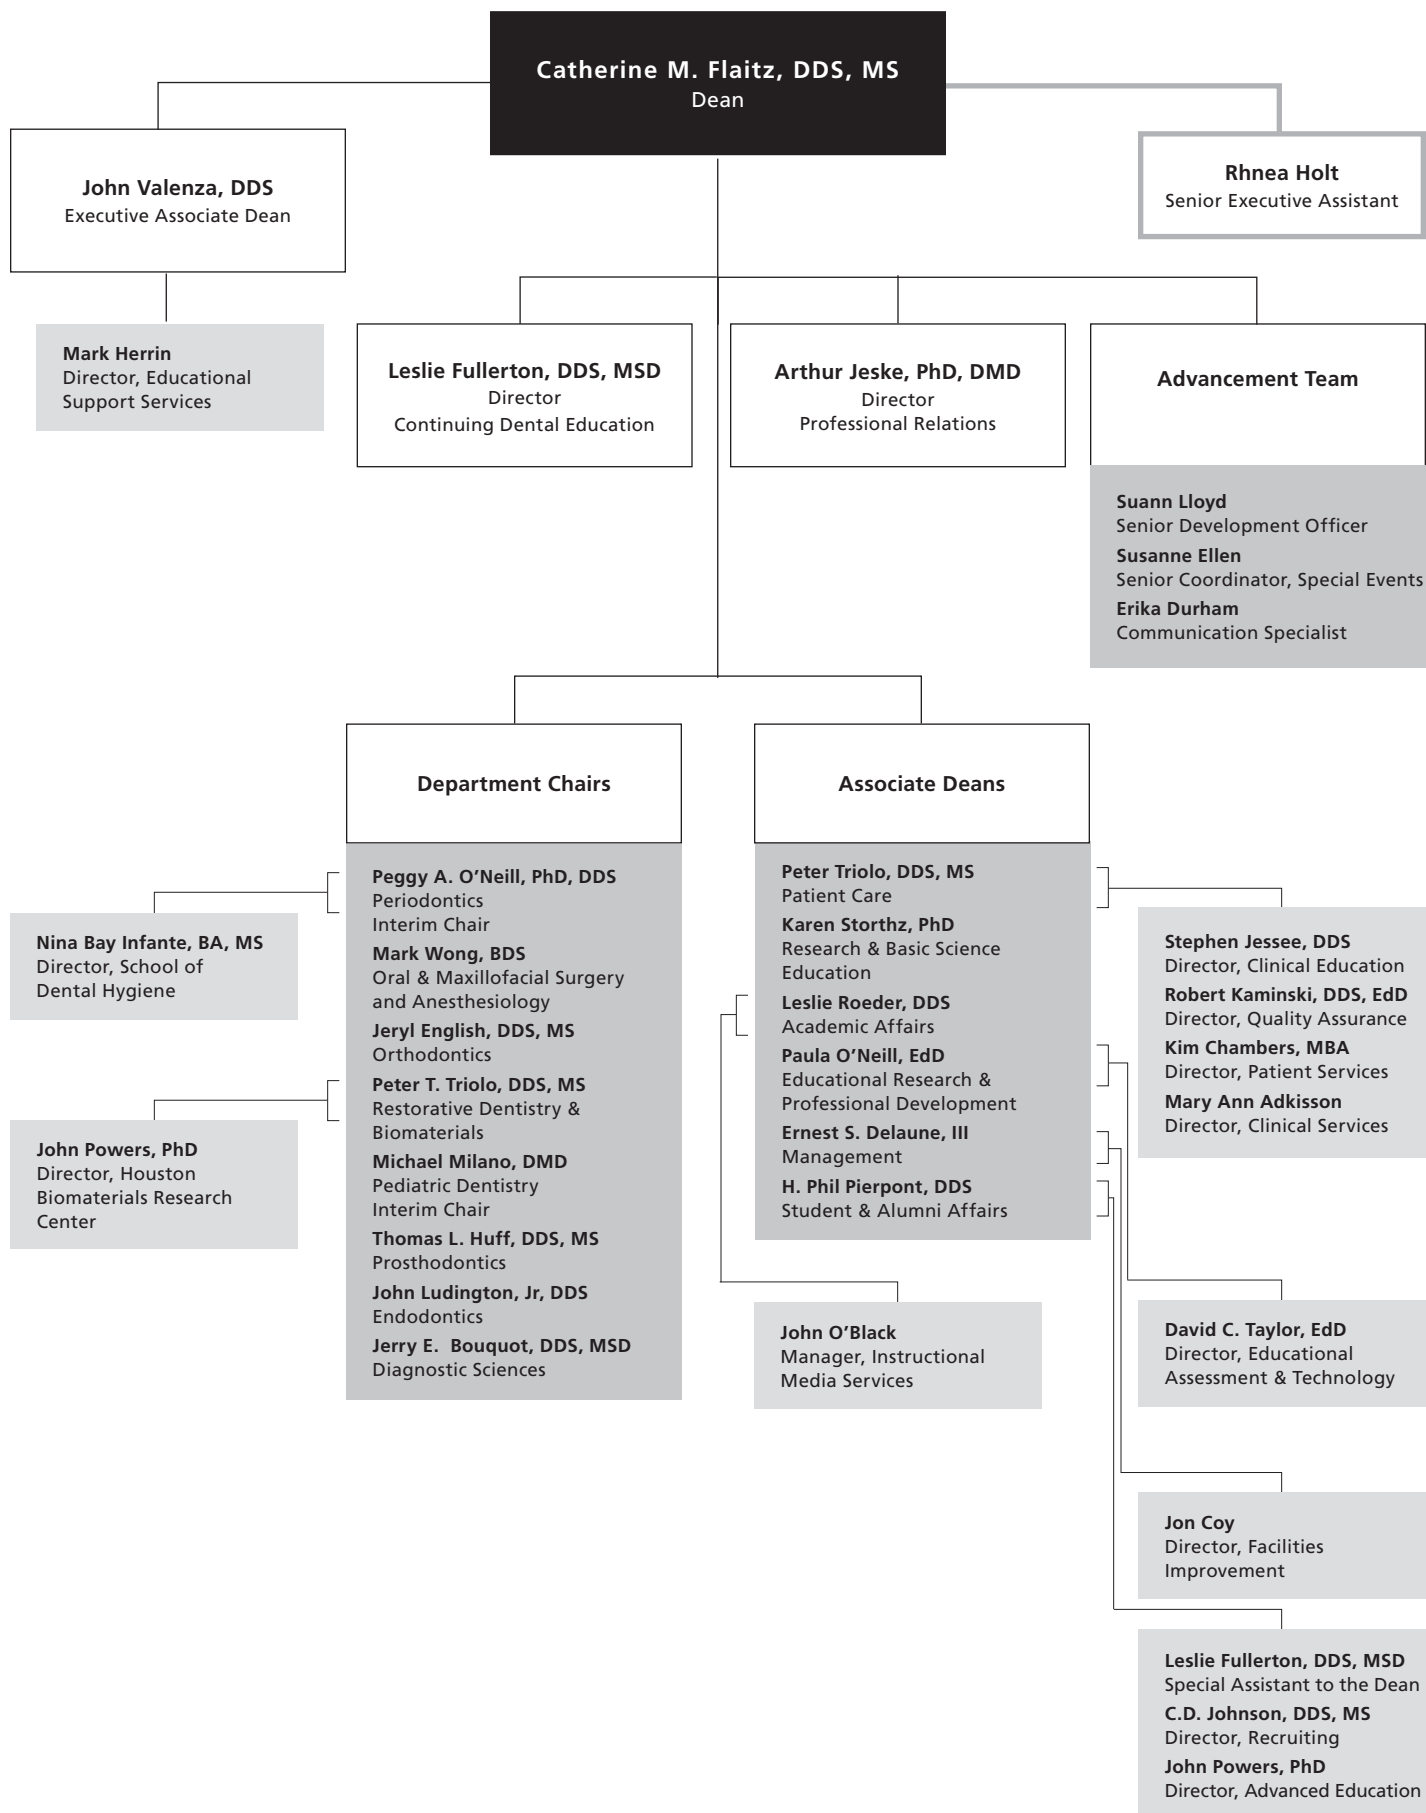 Catherine M. Flaitz, DDS, MS
Dean
John Valenza, DDS
Executive Associate Dean
Rhnea Holt
Senior Executive Assistant
Mark Herrin
Director, Educational
Support Services
Leslie Fullerton, DDS, MSD
Director
Continuing Dental Education
Arthur Jeske, PhD, DMD
Director
Professional Relations
Advancement Team
Suann Lloyd
Senior Development Officer
Susanne Ellen
Senior Coordinator, Special Events
Erika Durham
Communication Specialist
Department Chairs
Peggy A. O’Neill, PhD, DDS
Periodontics
Interim Chair
Mark Wong, BDS
Oral & Maxillofacial Surgery
and Anesthesiology
Jeryl English, DDS, MS
Orthodontics
Peter T. Triolo, DDS, MS
Restorative Dentistry &
Biomaterials
Michael Milano, DMD
Pediatric Dentistry
Interim Chair
Thomas L. Huff, DDS, MS
Prosthodontics
John Ludington, Jr, DDS
Endodontics
Jerry E. Bouquot, DDS, MSD
Diagnostic Sciences
Nina Bay Infante, BA, MS
Director, School of
Dental Hygiene
John Powers, PhD
Director, Houston
Biomaterials Research
Center
Associate Deans
Peter Triolo, DDS, MS
Patient Care
Karen Storthz, PhD
Research & Basic Science
Education
Leslie Roeder, DDS
Academic Affairs
Paula O’Neill, EdD
Educational Research &
Professional Development
Ernest S. Delaune, III
Management
H. Phil Pierpont, DDS
Student & Alumni Affairs
Stephen Jessee, DDS
Director, Clinical Education
Robert Kaminski, DDS, EdD
Director, Quality Assurance
Kim Chambers, MBA
Director, Patient Services
Mary Ann Adkisson
Director, Clinical Services
John O’Black
Manager, Instructional
Media Services
David C. Taylor, EdD
Director, Educational
Assessment & Technology
Jon Coy
Director, Facilities
Improvement
Leslie Fullerton, DDS, MSD
Special Assistant to the Dean
C.D. Johnson, DDS, MS
Director, Recruiting
John Powers, PhD
Director, Advanced Education